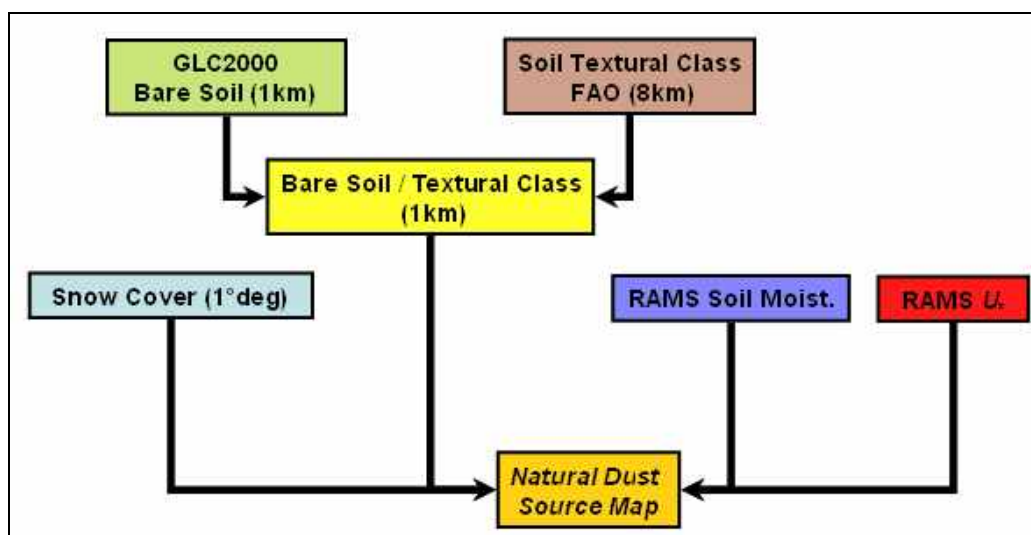 GLC2000
Bare Soil (1km)
Soil Textural Class
FAO (8km)
Bare Soil / Textural Class
(1km)
Snow Cover (1°deg)
RAMS Soil Moist.
RAMS U*
Natural Dust
Source Map